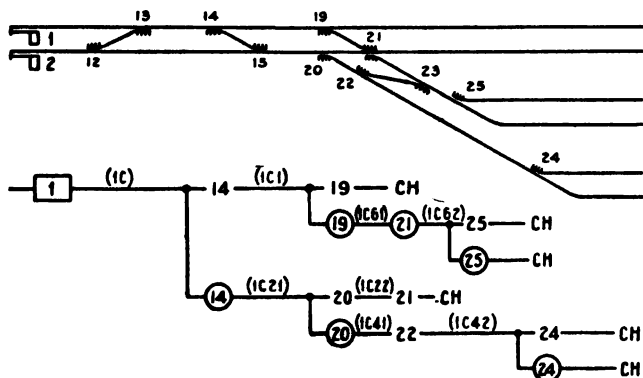 13 14 19
1 21
2 12 15 20 22 23 25
24
1 (1C) 14 (1C1) 19 CH
19 (1C61) 21 (1C62) 25 CH
25 CH
14 (1C21) 20 (1C22) 21 CH
20 (1C41) 22 (1C42) 24 CH
24 CH